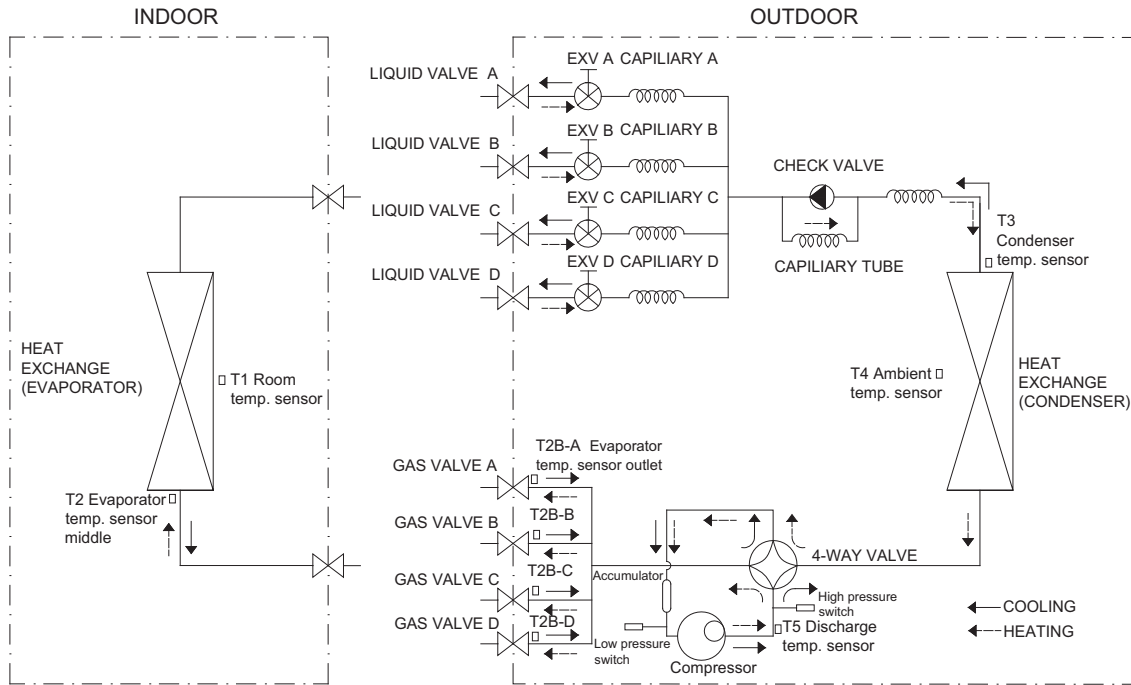 INDOOR
OUTDOOR
LIQUID VALVE A
EXV A CAPILIARY A
LIQUID VALVE B
EXV B CAPILIARY B
LIQUID VALVE C
EXV C CAPILIARY C
LIQUID VALVE D
EXV D CAPILIARY D
CHECK VALVE
CAPILIARY TUBE
T3
Condenser
temp. sensor
HEAT
EXCHANGE
(EVAPORATOR)
T1 Room
temp. sensor
T4 Ambient
temp. sensor
HEAT
EXCHANGE
(CONDENSER)
T2 Evaporator
temp. sensor
middle
GAS VALVE A
T2B-A Evaporator
temp. sensor outlet
GAS VALVE B
T2B-B
GAS VALVE C
T2B-C
GAS VALVE D
T2B-D
Accumulator
4-WAY VALVE
High pressure
switch
Low pressure
switch
Compressor
T5 Discharge
temp. sensor
COOLING
HEATING